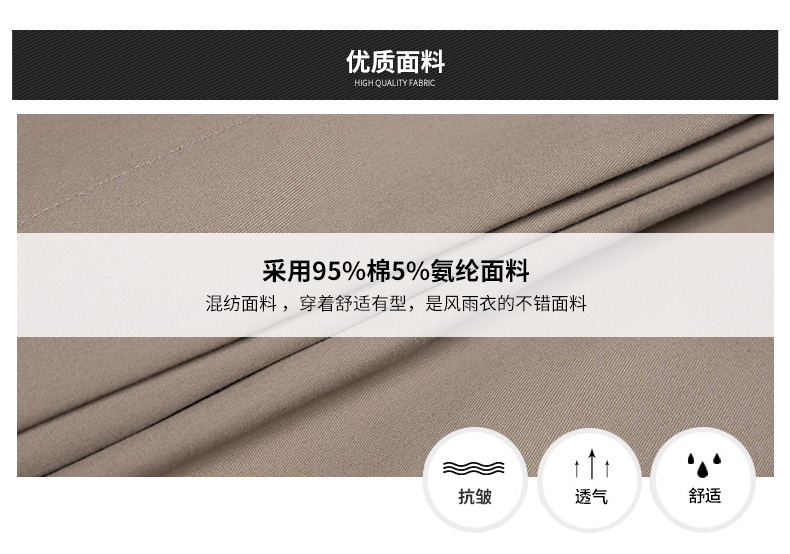 优质面料
HIGH QUALITY FABRIC
采用95%棉5%氨纶面料
混纺面料，穿着舒适有型，是风雨衣的不错面料
抗皱
透气
舒适